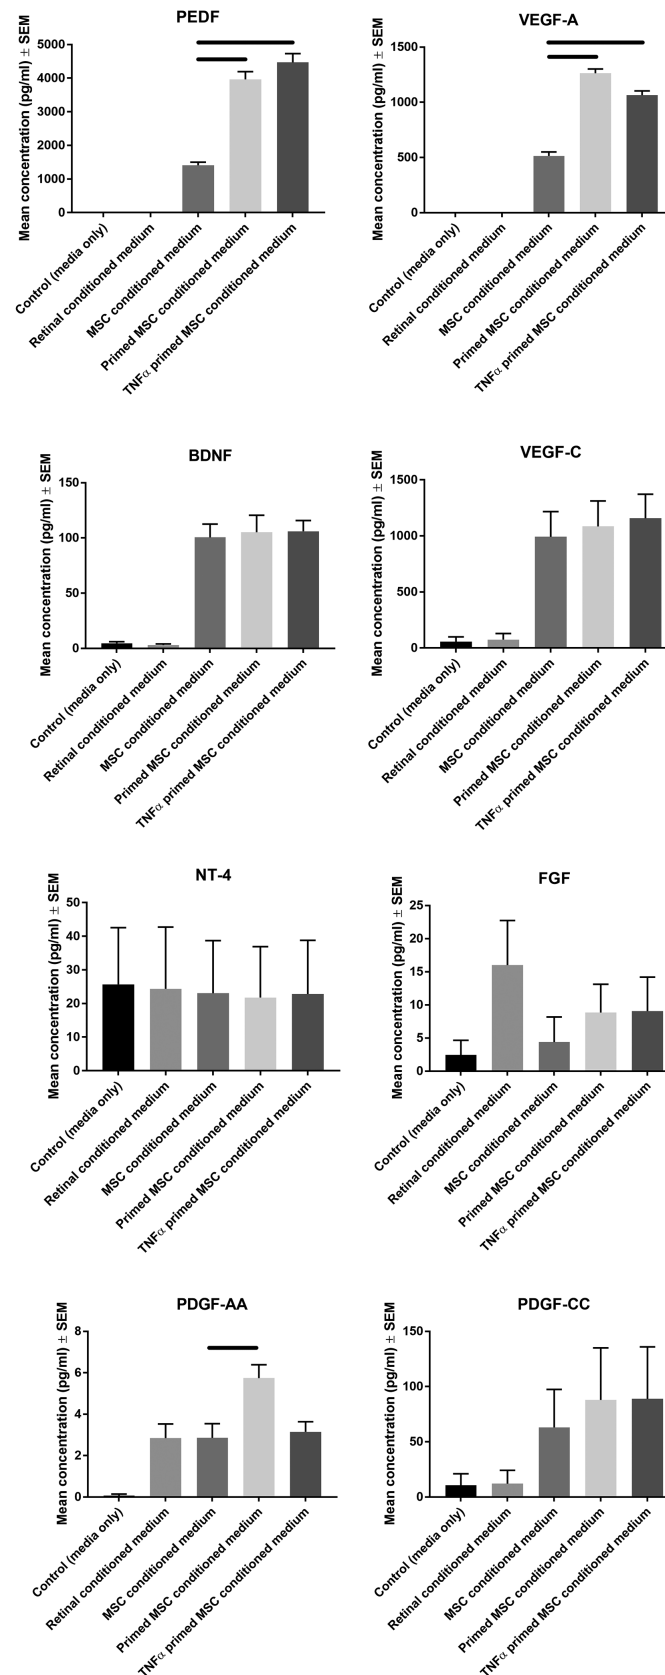 PEDF
Mean concentration (pg/ml) ± SEM
5000
4000
3000
2000
1000
0
Control (media only)
Retinal conditioned medium
MSC conditioned medium
Primed MSC conditioned medium
TNFα primed MSC conditioned medium
VEGF-A
Mean concentration (pg/ml) ± SEM
1500
1000
500
0
Control (media only)
Retinal conditioned medium
MSC conditioned medium
Primed MSC conditioned medium
TNFα primed MSC conditioned medium
BDNF
Mean concentration (pg/ml) ± SEM
150
100
50
0
Control (media only)
Retinal conditioned medium
MSC conditioned medium
Primed MSC conditioned medium
TNFα primed MSC conditioned medium
VEGF-C
Mean concentration (pg/ml) ± SEM
1500
1000
500
0
Control (media only)
Retinal conditioned medium
MSC conditioned medium
Primed MSC conditioned medium
TNFα primed MSC conditioned medium
NT-4
Mean concentration (pg/ml) ± SEM
50
40
30
20
10
0
Control (media only)
Retinal conditioned medium
MSC conditioned medium
Primed MSC conditioned medium
TNFα primed MSC conditioned medium
FGF
Mean concentration (pg/ml) ± SEM
25
20
15
10
5
0
Control (media only)
Retinal conditioned medium
MSC conditioned medium
Primed MSC conditioned medium
TNFα primed MSC conditioned medium
PDGF-AA
Mean concentration (pg/ml) ± SEM
8
6
4
2
0
Control (media only)
Retinal conditioned medium
MSC conditioned medium
Primed MSC conditioned medium
TNFα primed MSC conditioned medium
PDGF-CC
Mean concentration (pg/ml) ± SEM
150
100
50
0
Control (media only)
Retinal conditioned medium
MSC conditioned medium
Primed MSC conditioned medium
TNFα primed MSC conditioned medium